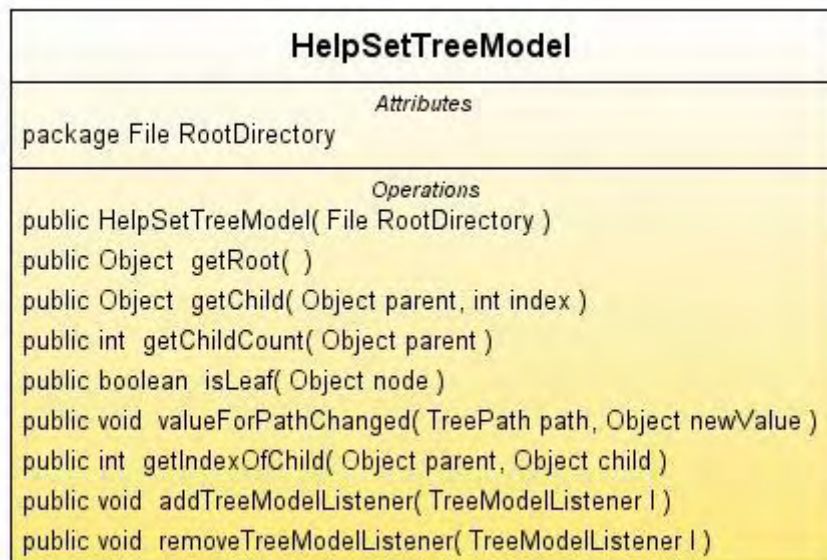 HelpSetTreeModel
Attributes
package File RootDirectory
Operations
public HelpSetTreeModel( File RootDirectory )
public Object getRoot( )
public Object getChild( Object parent, int index )
public int getChildCount( Object parent )
public boolean isLeaf( Object node )
public void valueForPathChanged( TreePath path, Object newValue )
public int getIndexOfChild( Object parent, Object child )
public void addTreeModelListener( TreeModelListener l )
public void removeTreeModelListener( TreeModelListener l )